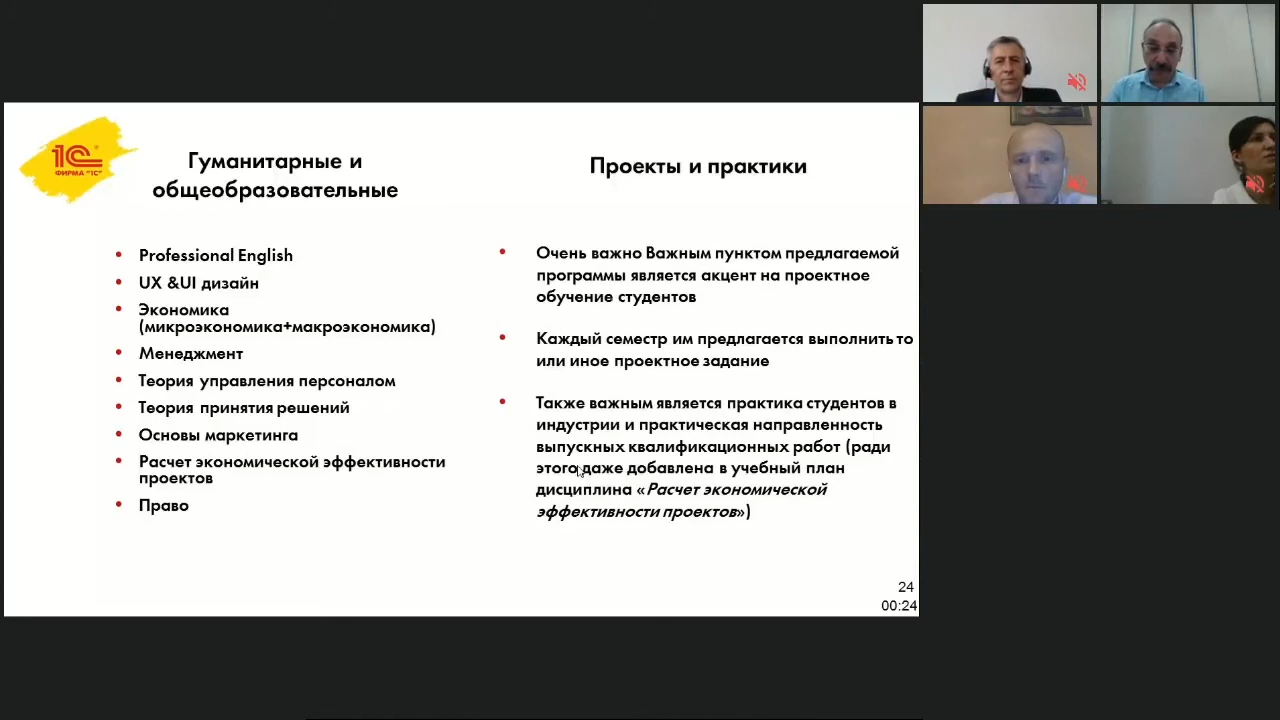 1С
ФИРМА "1С"
Гуманитарные и
общеобразовательные
Professional English
UX &UI дизайн
Экономика
(микроэкономика+макроэкономика)
Менеджмент
Теория управления персоналом
Теория принятия решений
Основы маркетинга
Расчет экономической эффективности
проектов
Право
Проекты и практики
Очень важно Важным пунктом предлагаемой
программы является акцент на проектное
обучение студентов
Каждый семестр им предлагается выполнить то
или иное проектное задание
Также важным является практика студентов в
индустрии и практическая направленность
выпускных квалификационных работ (ради
этого даже добавлена в учебный план
дисциплина «Расчет экономической
эффективности проектов»)
24
00:24